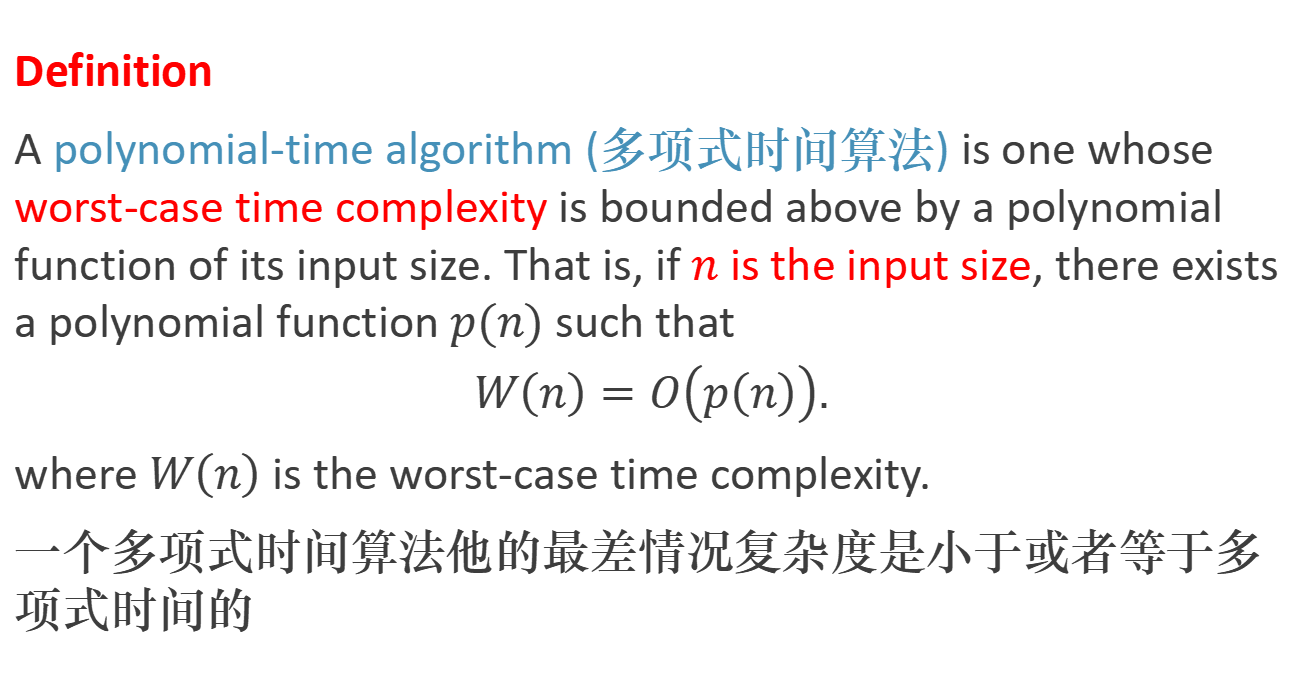 Definition
A polynomial-time algorithm (多项式时间算法) is one whose
worst-case time complexity is bounded above by a polynomial
function of its input size. That is, if n is the input size, there exists
a polynomial function p(n) such that
W(n) = O(p(n)).
where W(n) is the worst-case time complexity.
一个多项式时间算法他的最差情况复杂度是小于或者等于多
项式时间的